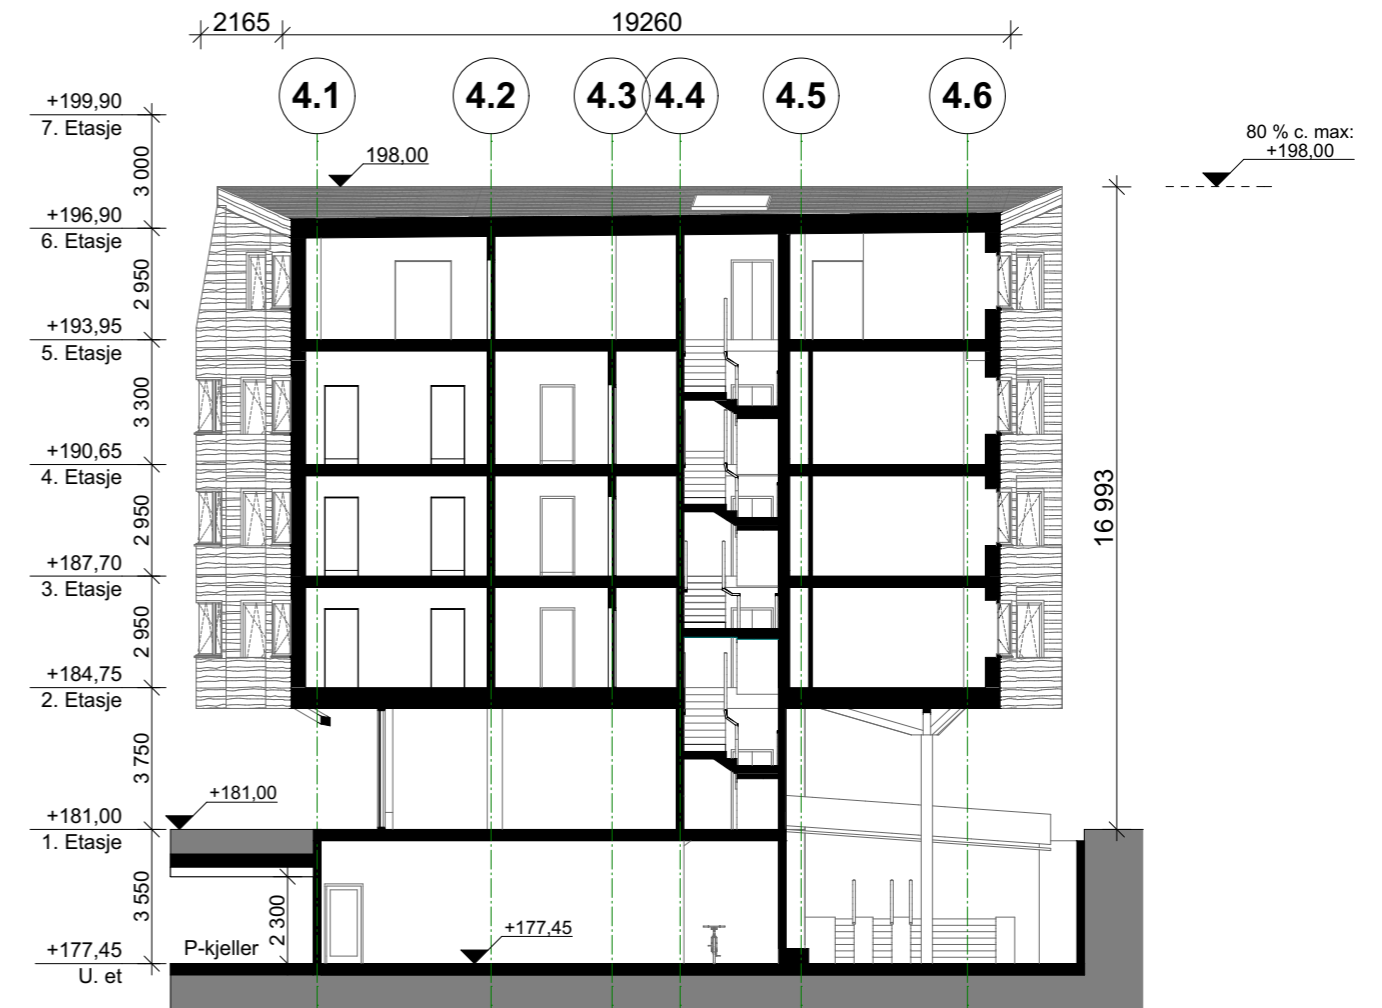 2165 19260
4.1 4.2 4.3 4.4 4.5 4.6
+199,90
7. Etasje
80 % c. max:
+198,00
198,00
3 000
+196,90
6. Etasje
2 950
+193,95
5. Etasje
3 300
+190,65
4. Etasje
2 950
16 993
+187,70
3. Etasje
2 950
+184,75
2. Etasje
3 750
+181,00
+181,00
1. Etasje
3 550
2 300
+177,45
P-kjeller
+177,45
U. et